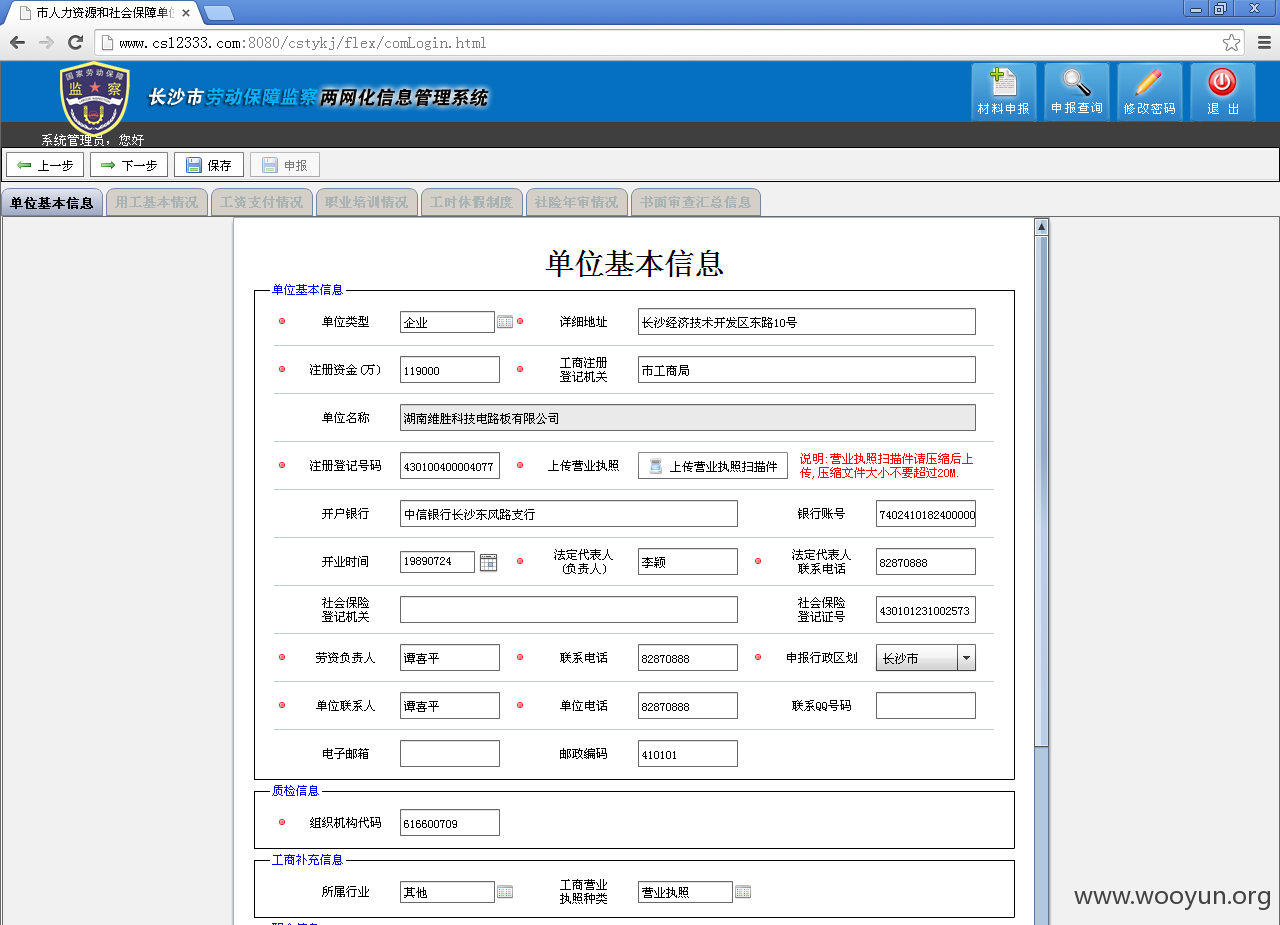 市人力资源和社会保障单
www.cs12333.com:8080/cstykj/flex/comLogin.html
国家劳动保障
监察
长沙市劳动保障监察两网化信息管理系统
材料申报 申报查询 修改密码 退 出
系统管理员，您好
上一步 下一步 保存 申报
单位基本信息 用工基本情况 工资支付情况 职业培训情况 工时休假制度 社险年审情况 书面审查汇总信息
单位基本信息
单位基本信息
单位类型 企业 详细地址 长沙经济技术开发区东路10号
注册资金(万) 119000 工商注册
登记机关 市工商局
单位名称 湖南维胜科技电路板有限公司
注册登记号码 430100400004077 上传营业执照 上传营业执照扫描件 说明:营业执照扫描件请压缩后上
传,压缩文件大小不要超过20M.
开户银行 中信银行长沙东风路支行 银行账号 7402410182400000
开业时间 19890724 法定代表人
(负责人) 李颖 法定代表人
联系电话 82870888
社会保险
登记机关 社会保险
登记证号 430101231002573
劳资负责人 谭喜平 联系电话 82870888 申报行政区划 长沙市
单位联系人 谭喜平 单位电话 82870888 联系QQ号码
电子邮箱 邮政编码 410101
质检信息
组织机构代码 616600709
工商补充信息
所属行业 其他 工商营业
执照种类 营业执照
www.wooyun.org